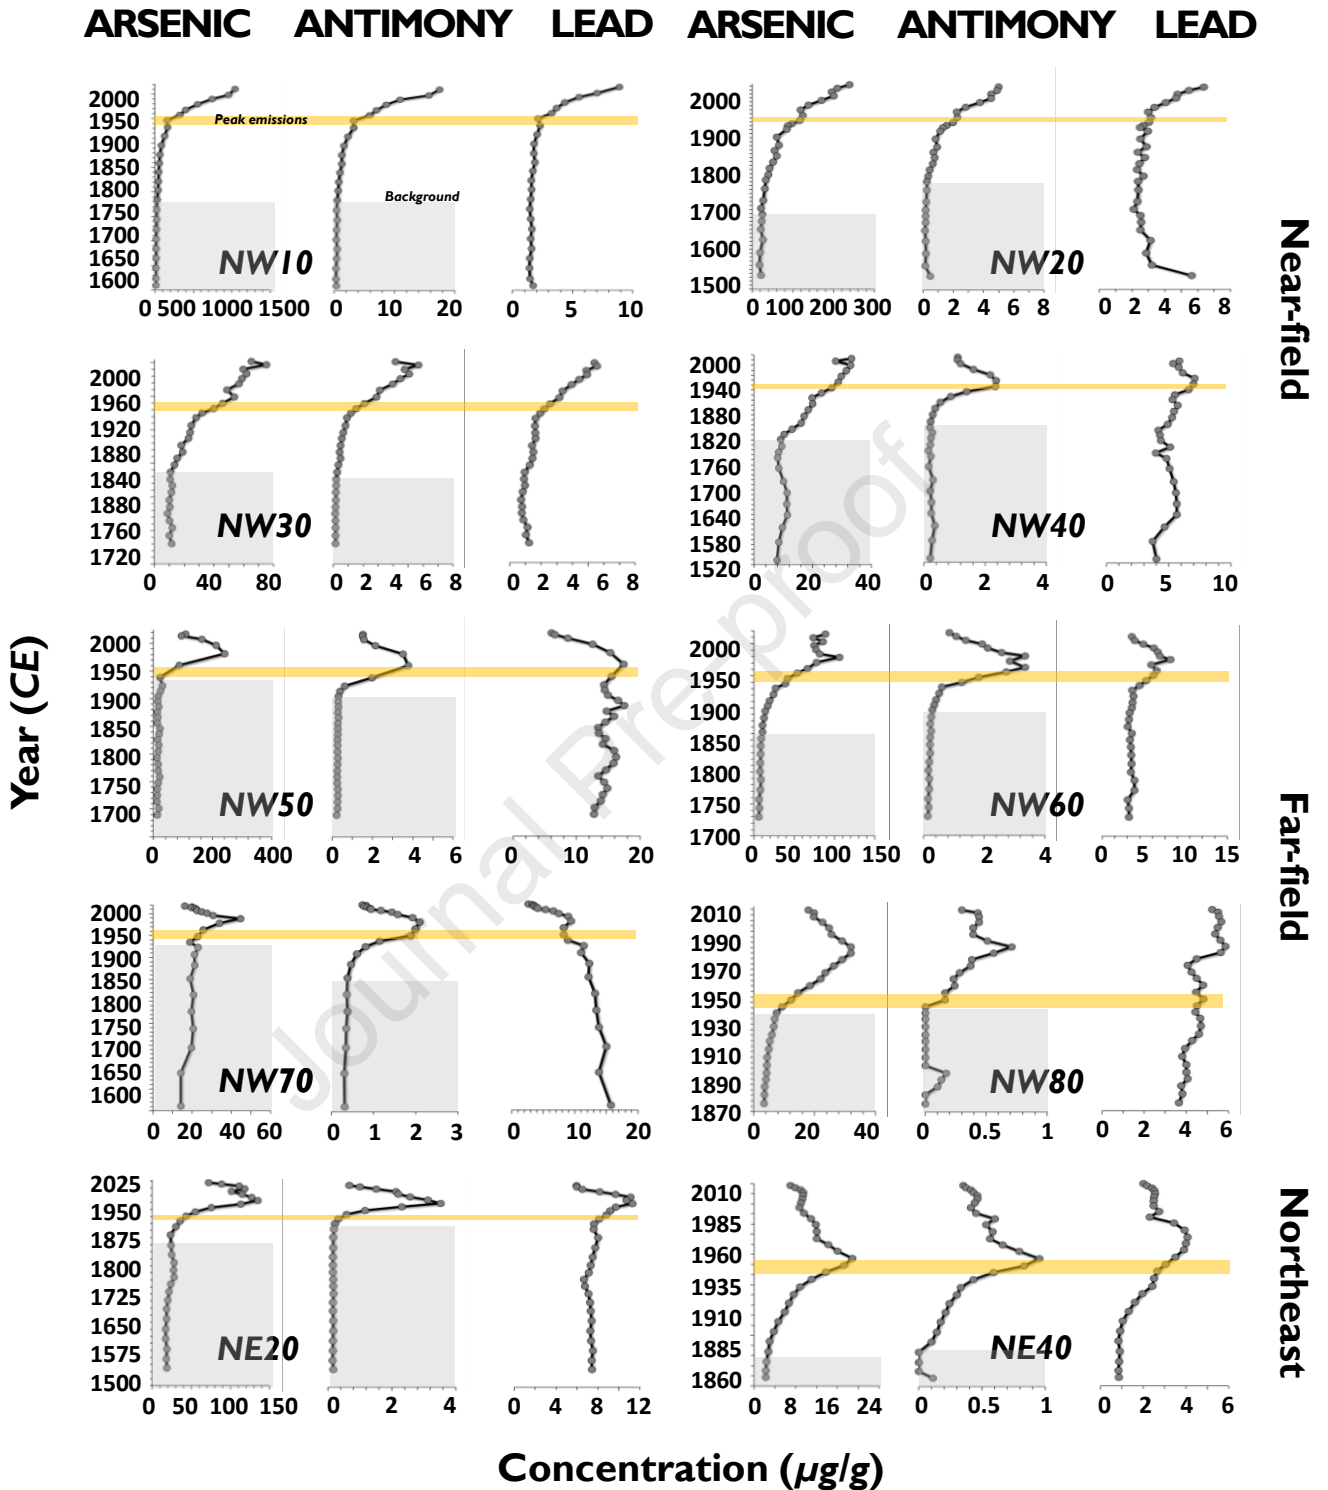 ARSENIC ANTIMONY LEAD ARSENIC ANTIMONY LEAD
2000
1950
1900
1850
1800
1750
1700
1650
1600
Peak emissions
Background
NW10
0 500 1000 1500
0 10 20
0 5 10
2000
1900
1800
1700
1600
1500
NW20
0 100 200 300
0 2 4 6 8
0 2 4 6 8
Near-field
2000
1960
1920
1880
1840
1880
1760
1720
NW30
0 40 80
0 2 4 6 8
0 2 4 6 8
2000
1940
1880
1820
1760
1700
1640
1580
1520
NW40
0 20 40
0 2 4
0 5 10
Year (CE)
2000
1950
1900
1850
1800
1750
1700
NW50
0 200 400
0 2 4 6
0 10 20
2000
1950
1900
1850
1800
1750
1700
NW60
0 50 100 150
0 2 4
0 5 10 15
Far-field
2000
1950
1900
1850
1800
1750
1700
1650
1600
NW70
0 20 40 60
0 1 2 3
0 10 20
2010
1990
1970
1950
1930
1910
1890
1870
NW80
0 20 40
0 0.5 1
0 2 4 6
2025
1950
1875
1800
1725
1650
1575
1500
NE20
0 50 100 150
0 2 4
0 4 8 12
2010
1985
1960
1935
1910
1885
1860
NE40
0 8 16 24
0 0.5 1
0 2 4 6
Northeast
Concentration (µg/g)
Journal Pre-proof